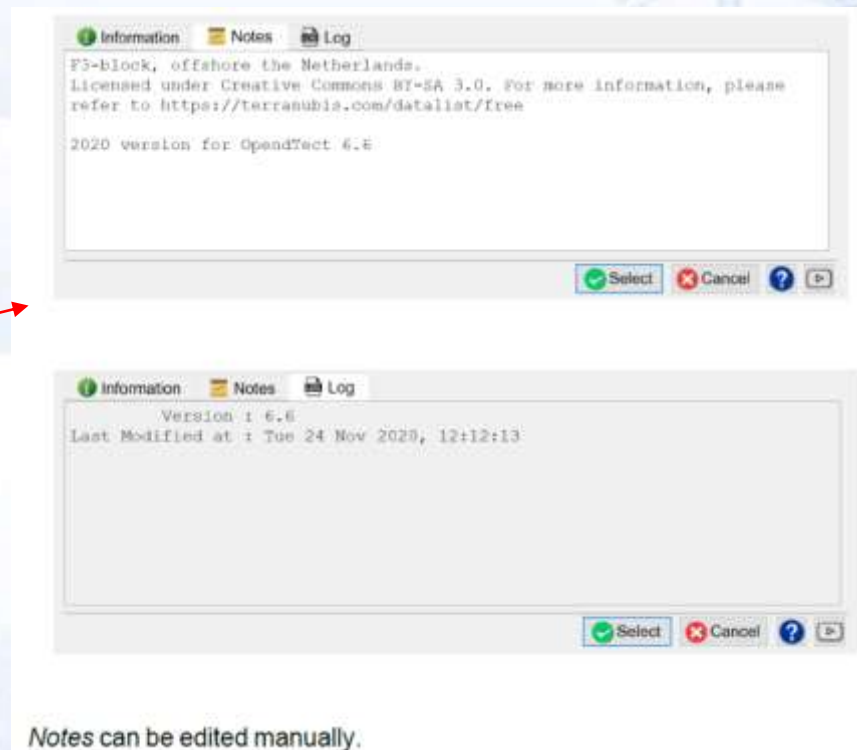 Information Notes Log
F3-block, offshore the Netherlands.
Licensed under Creative Commons BY-SA 3.0. For more information, please
refer to https://terranubis.com/datalist/free
2020 version for OpendTect 6.6
Select Cancel ?
Information Notes Log
Version : 6.6
Last Modified at : Tue 24 Nov 2020, 12:12:13
Select Cancel ?
Notes can be edited manually.